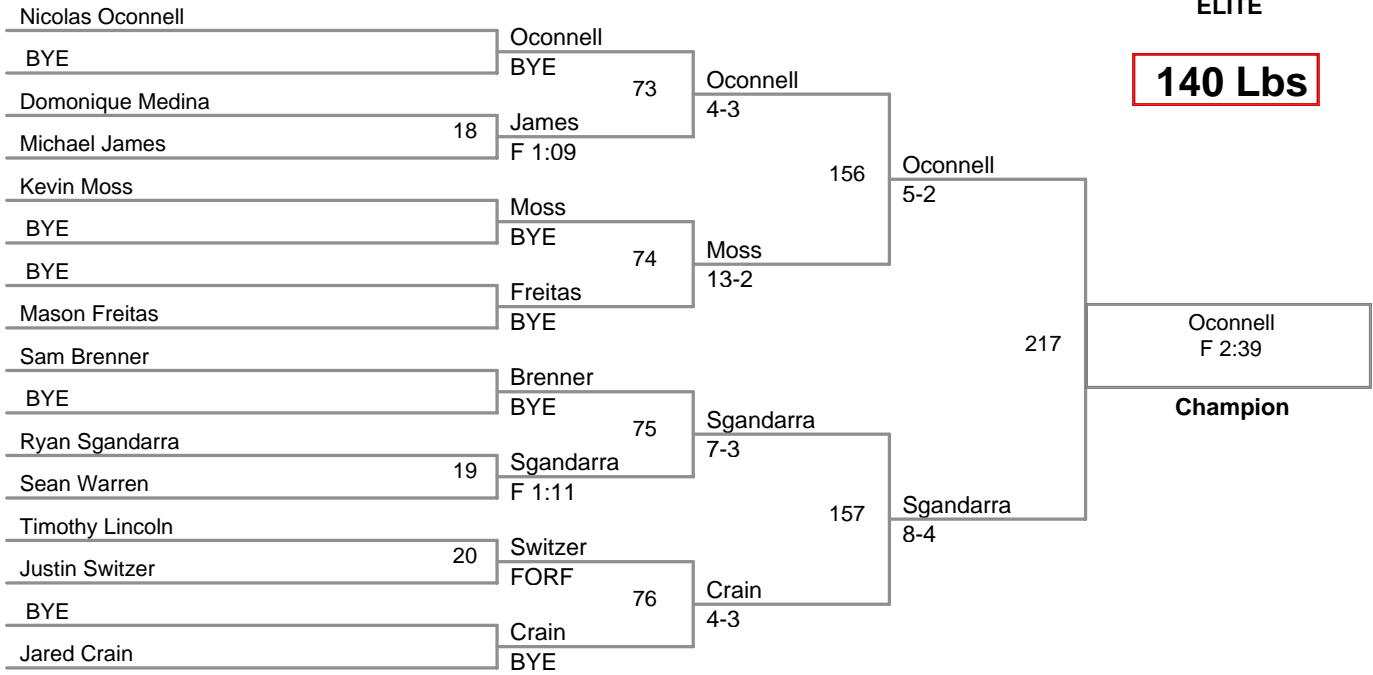 ELITE
140 Lbs
Nicolas Oconnell
BYE
Domonique Medina
Michael James
Kevin Moss
BYE
BYE
Mason Freitas
Sam Brenner
BYE
Ryan Sgandarra
Sean Warren
Timothy Lincoln
Justin Switzer
BYE
Jared Crain
18
19
20
Oconnell
BYE
James
F 1:09
Moss
BYE
Freitas
BYE
Brenner
BYE
Sgandarra
F 1:11
Switzer
FORF
Crain
BYE
73
74
75
76
Oconnell
4-3
Moss
13-2
Sgandarra
7-3
Crain
4-3
156
157
Oconnell
5-2
Sgandarra
8-4
217
Oconnell
F 2:39
Champion